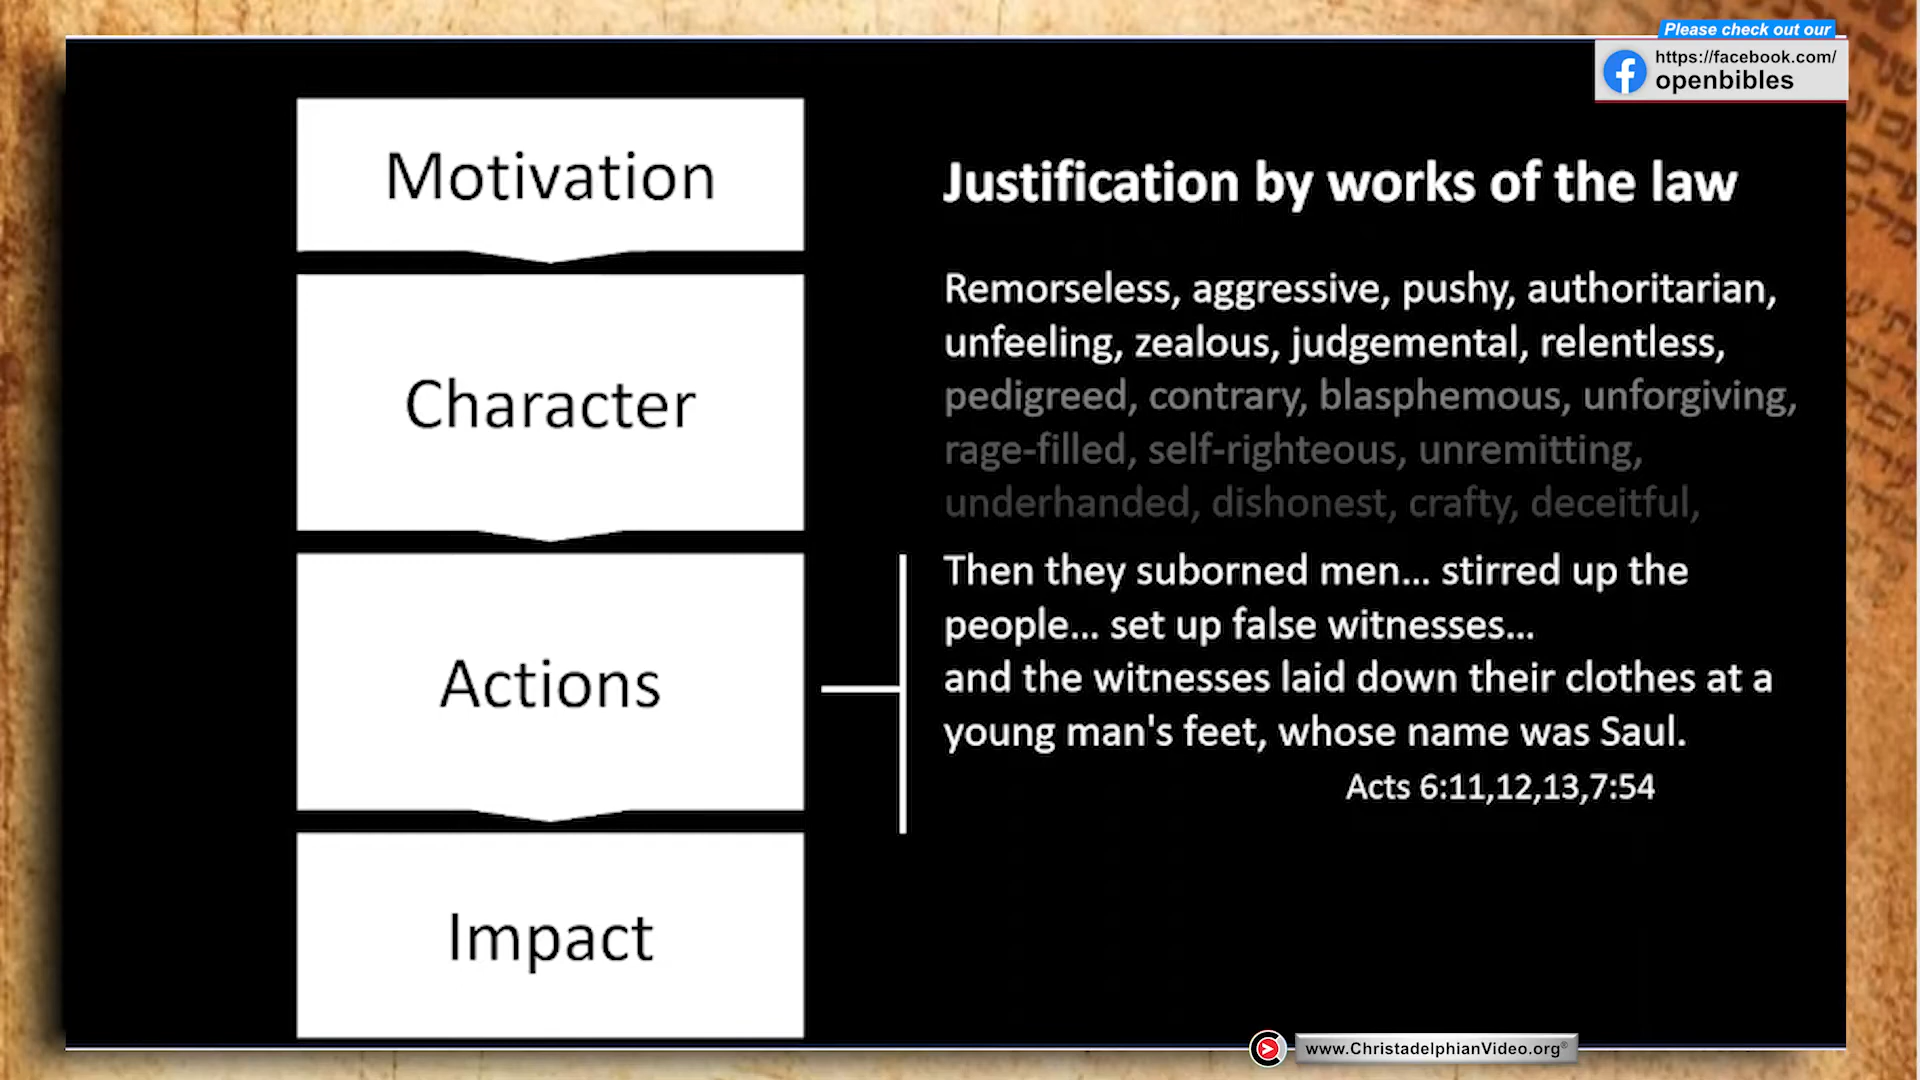 Please check out our
https://facebook.com/
openbibles
Motivation
Justification by works of the law
Character
Remorseless, aggressive, pushy, authoritarian,
unfeeling, zealous, judgemental, relentless,
pedigreed, contrary, blasphemous, unforgiving,
rage-filled, self-righteous, unremitting,
underhanded, dishonest, crafty, deceitful,
Actions
Then they suborned men... stirred up the
people... set up false witnesses...
and the witnesses laid down their clothes at a
young man's feet, whose name was Saul.
Acts 6:11,12,13,7:54
Impact
www.ChristadelphianVideo.org®